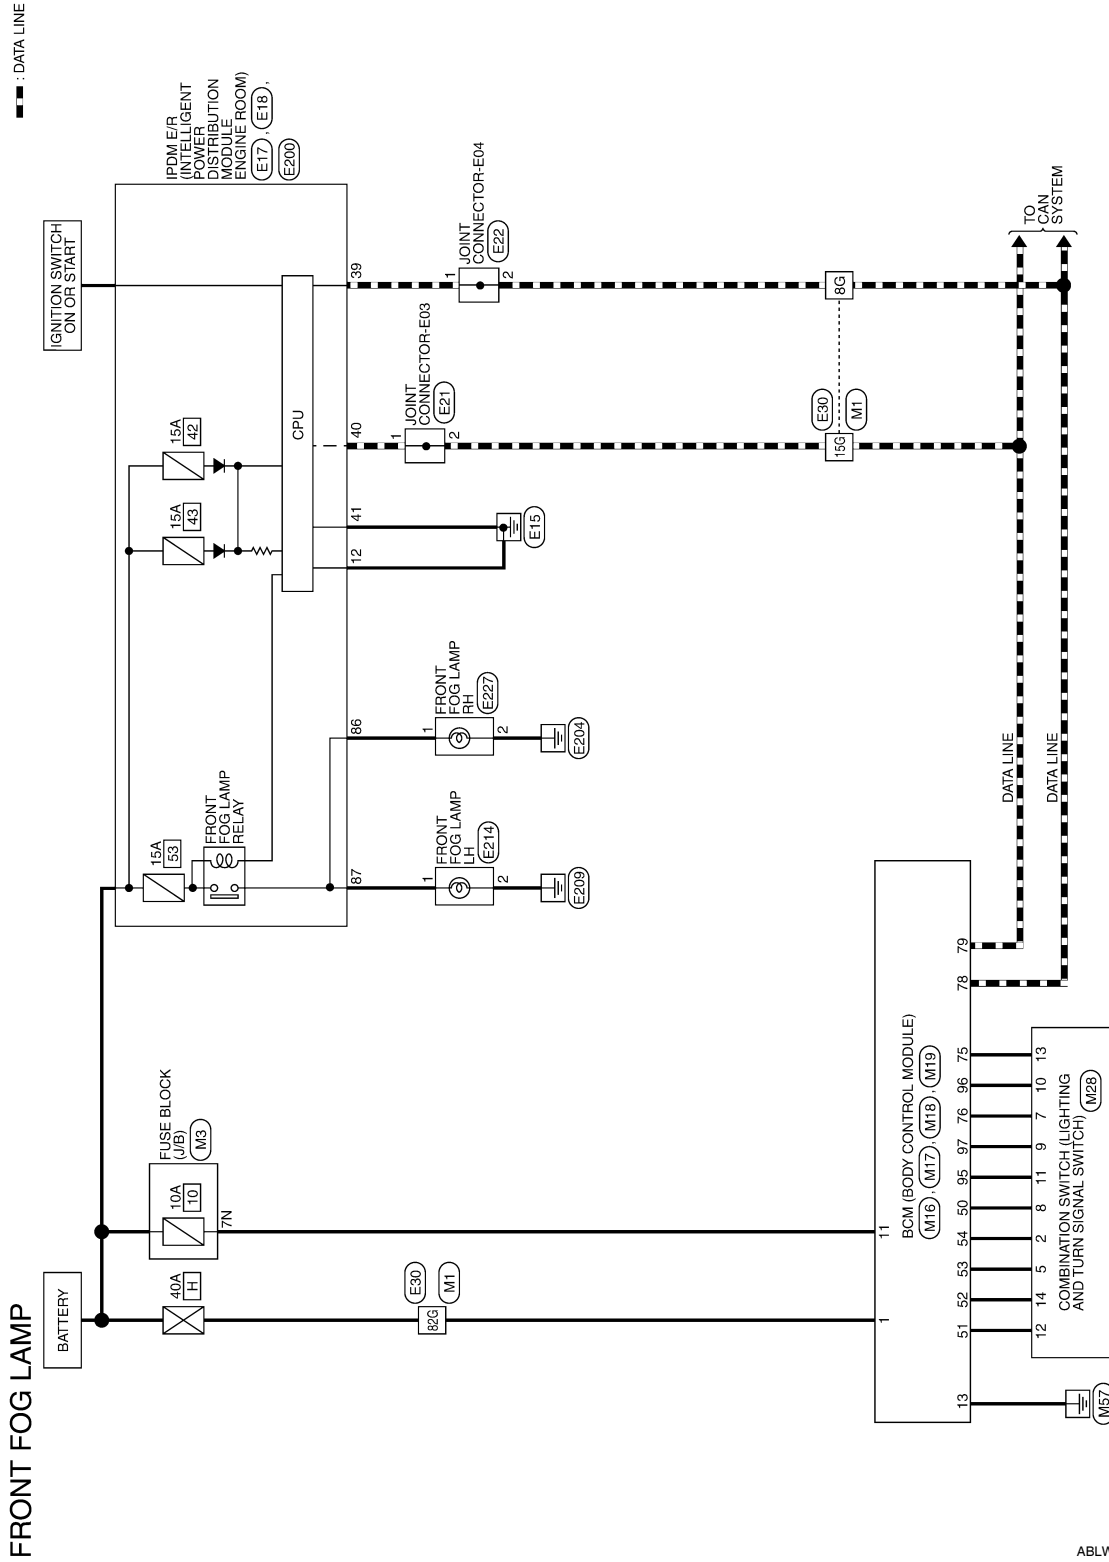 FRONT FOG LAMP
: DATA LINE
BATTERY
IGNITION SWITCH
ON OR START
40A
H
FUSE BLOCK
(J/B)
M3
10A
10
7N
E30
M1
82G
IPDM E/R
(INTELLIGENT
POWER
DISTRIBUTION
MODULE
ENGINE ROOM)
E17 , E18 ,
E200
15A
53
FRONT
FOG LAMP
RELAY
15A
43
15A
42
CPU
87
86
12
41
40
39
1
FRONT
FOG LAMP
LH
E214
2
E209
1
FRONT
FOG LAMP
RH
E227
2
E204
E15
1
JOINT
CONNECTOR-E03
E21
2
1
JOINT
CONNECTOR-E04
E22
2
E30
M1
15G
8G
DATA LINE
DATA LINE
TO
CAN
SYSTEM
1
11
BCM (BODY CONTROL MODULE)
M16 , M17 , M18 , M19
13
51
52
53
54
50
95
97
76
96
75
78
79
12
14
5
2
8
11
9
7
10
13
COMBINATION SWITCH (LIGHTING
AND TURN SIGNAL SWITCH)
M28
M57
ABLW